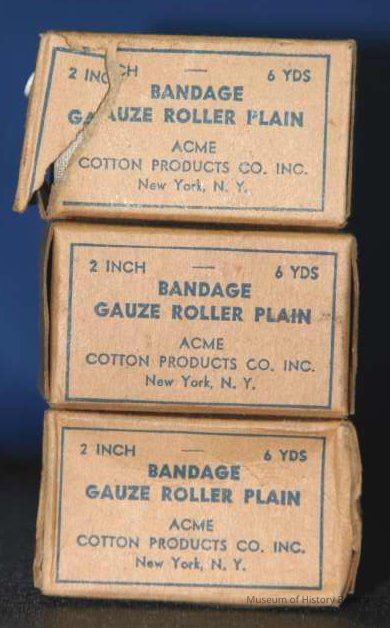 2 INCH — 6 YDS
BANDAGE
GAUZE ROLLER PLAIN
ACME
COTTON PRODUCTS CO. INC.
New York, N. Y.
2 INCH — 6 YDS
BANDAGE
GAUZE ROLLER PLAIN
ACME
COTTON PRODUCTS CO. INC.
New York, N. Y.
2 INCH — 6 YDS
BANDAGE
GAUZE ROLLER PLAIN
ACME
COTTON PRODUCTS CO. INC.
New York, N. Y.
Museum of History